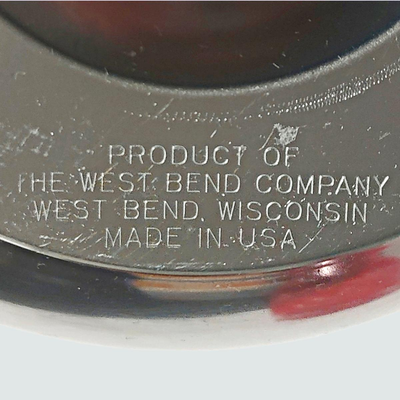 PRODUCT OF
THE WEST BEND COMPANY
WEST BEND, WISCONSIN
MADE IN USA